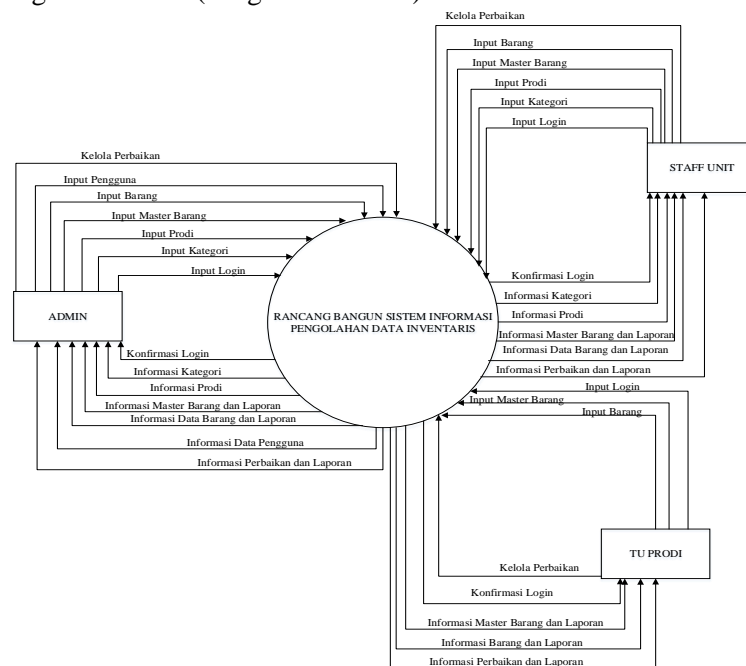 Kelola Perbaikan
Input Barang
Input Master Barang
Input Prodi
Input Kategori
Input Login
STAFF UNIT
Kelola Perbaikan
Input Pengguna
Input Barang
Input Master Barang
Input Prodi
Input Kategori
Input Login
ADMIN
RANCANG BANGUN SISTEM INFORMASI
PENGOLAHAN DATA INVENTARIS
Konfirmasi Login
Informasi Kategori
Informasi Prodi
Informasi Master Barang dan Laporan
Informasi Data Barang dan Laporan
Informasi Perbaikan dan Laporan
Konfirmasi Login
Informasi Kategori
Informasi Prodi
Informasi Master Barang dan Laporan
Informasi Data Barang dan Laporan
Informasi Data Pengguna
Informasi Perbaikan dan Laporan
Input Login
Input Master Barang
Input Barang
TU PRODI
Kelola Perbaikan
Konfirmasi Login
Informasi Master Barang dan Laporan
Informasi Barang dan Laporan
Informasi Perbaikan dan Laporan